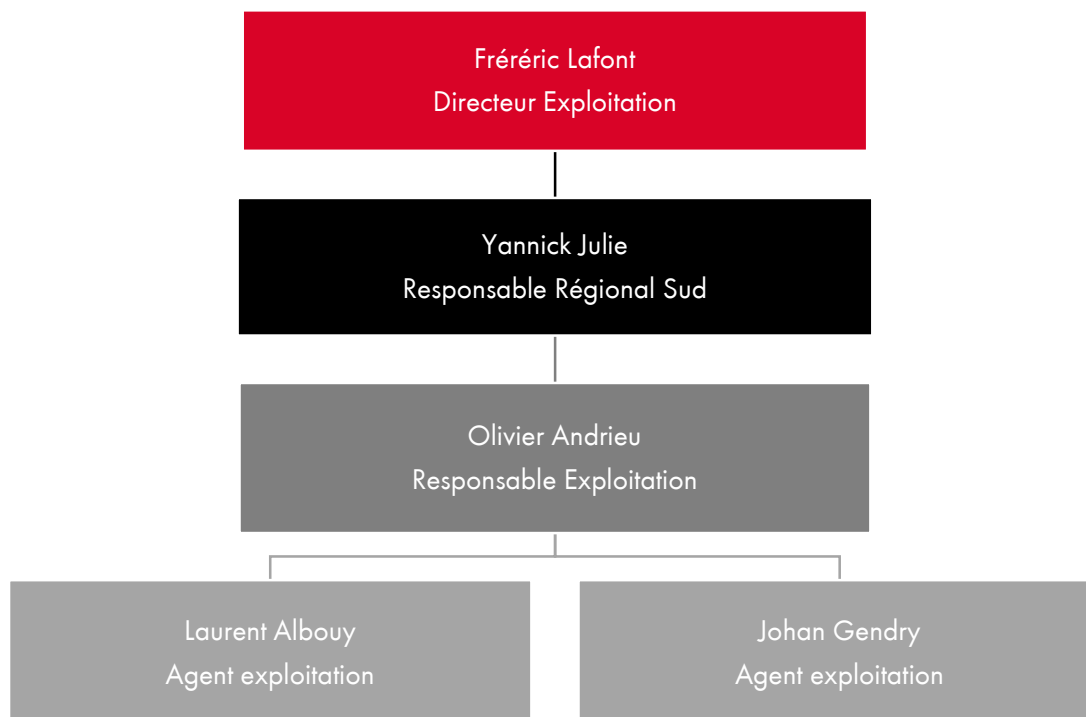 Fréréric Lafont
Directeur Exploitation
Yannick Julie
Responsable Régional Sud
Olivier Andrieu
Responsable Exploitation
Laurent Albouy
Agent exploitation
Johan Gendry
Agent exploitation